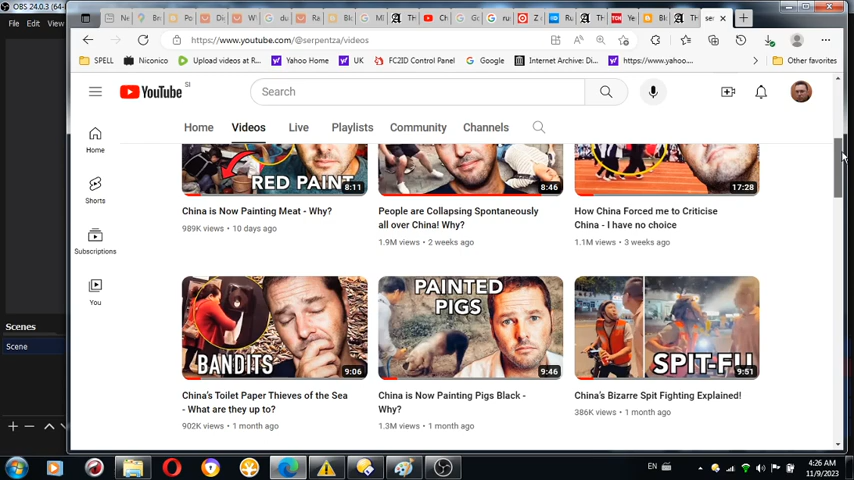 OBS 24.0.3 (64-
File Edit View
https://www.youtube.com/@serpentza/videos
SPELL
Niconico
Upload videos at R...
Yahoo Home
UK
FC2ID Control Panel
Google
Internet Archive: Di...
https://www.yahoo...
Other favorites
YouTube SI
Search
Home
Videos
Live
Playlists
Community
Channels
Home
Shorts
Subscriptions
You
RED PAINT
8:11
8:46
17:28
China is Now Painting Meat - Why?
989K views • 10 days ago
People are Collapsing Spontaneously
all over China! Why?
1.9M views • 2 weeks ago
How China Forced me to Criticise
China - I have no choice
1.1M views • 3 weeks ago
BANDITS
9:06
PAINTED
PIGS
9:46
SPIT-FU
9:51
China's Toilet Paper Thieves of the Sea
- What are they up to?
902K views • 1 month ago
China is Now Painting Pigs Black -
Why?
1.3M views • 1 month ago
China's Bizarre Spit Fighting Explained!
386K views • 1 month ago
Scenes
Scene
EN
4:26 AM
11/9/2023